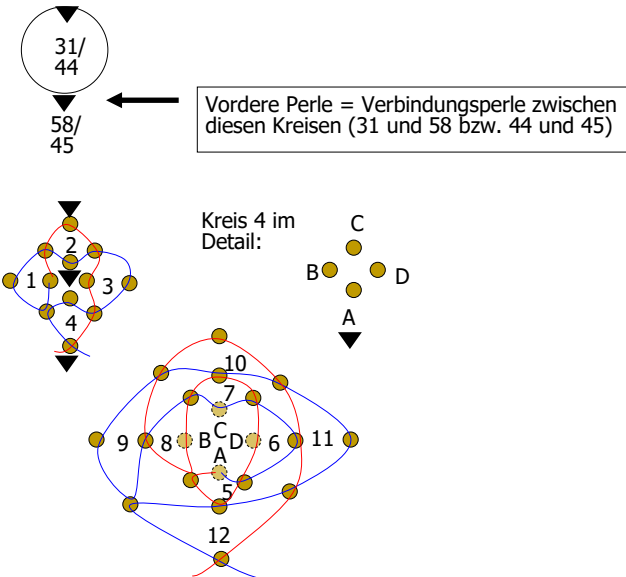 31/
44
58/
45
Vordere Perle = Verbindungsperle zwischen
diesen Kreisen (31 und 58 bzw. 44 und 45)
Kreis 4 im
Detail:
C
B D
A
2
1 3
4
10
7
C
9 8 B D 6 11
A
5
12